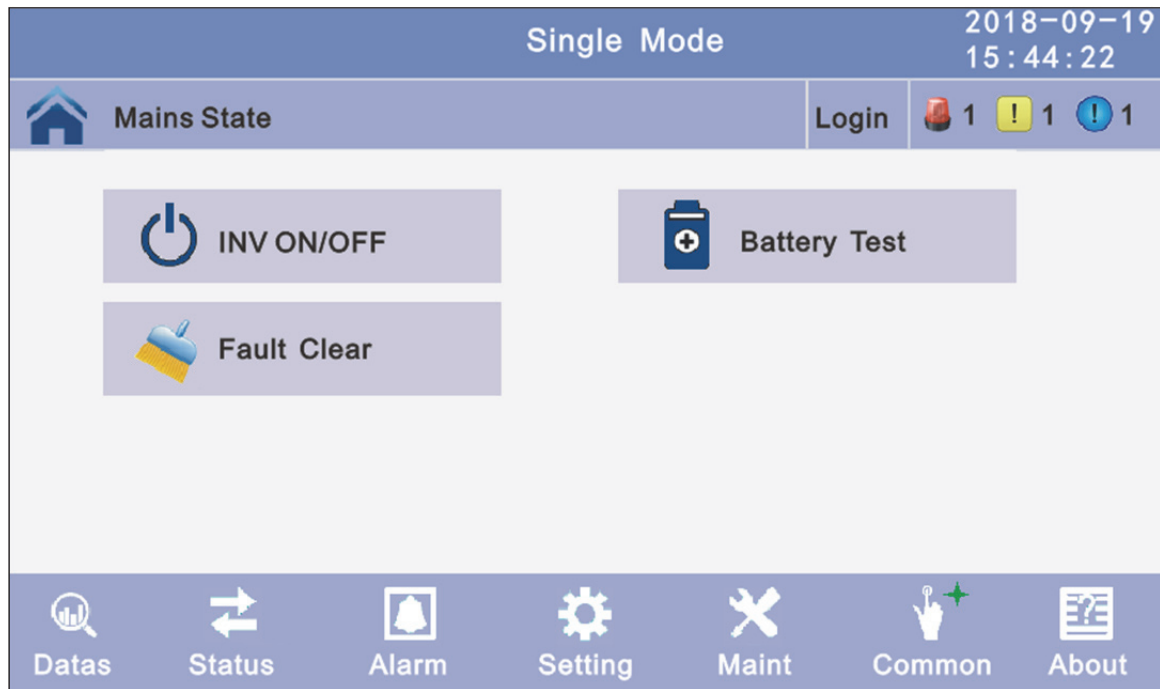 Single Mode
2018-09-19
15:44:22
Mains State
Login
1
! 1
! 1
INV ON/OFF
Battery Test
Fault Clear
Datas
Status
Alarm
Setting
Maint
Common
?
About